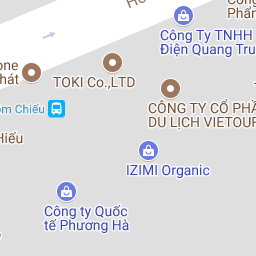 CÔNG TY TNHH
Điện Quang Tru
TOKI Co.,LTD
CÔNG TY CỔ PHẦ
DU LỊCH VIETOUR
Chiếu
Hiếu
IZIMI Organic
Công ty Quốc
tế Phương Hà